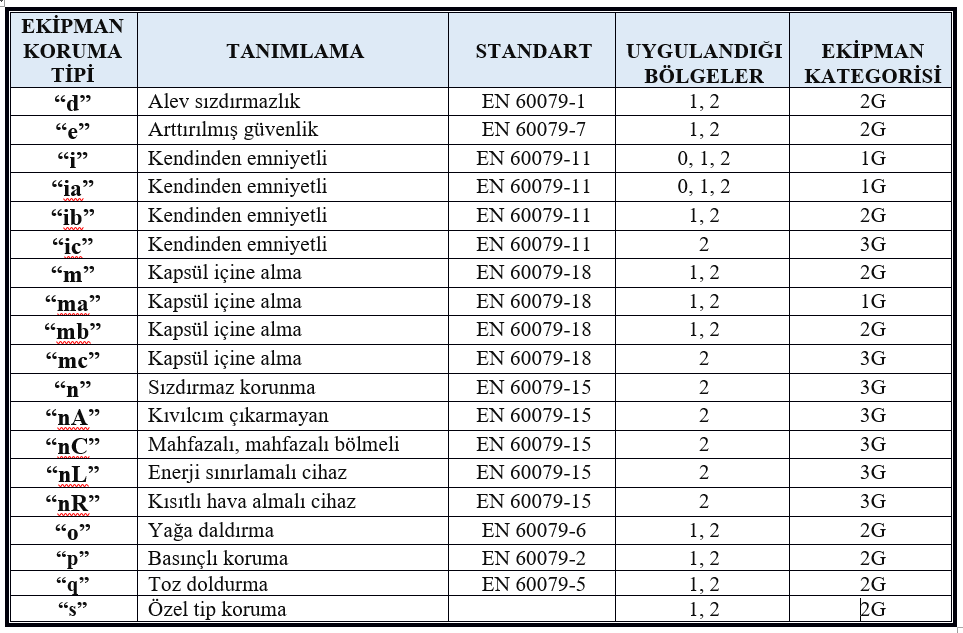 EKİPMAN KORUMA TİPİ TANIMLAMA STANDART UYGULANDIĞI BÖLGELER EKİPMAN KATEGORİSİ
“d” Alev sızdırmazlık EN 60079-1 1, 2 2G
“e” Arttırılmış güvenlik EN 60079-7 1, 2 2G
“i” Kendinden emniyetli EN 60079-11 0, 1, 2 1G
“ia” Kendinden emniyetli EN 60079-11 0, 1, 2 1G
“ib” Kendinden emniyetli EN 60079-11 1, 2 2G
“ic” Kendinden emniyetli EN 60079-11 2 3G
“m” Kapsül içine alma EN 60079-18 1, 2 2G
“ma” Kapsül içine alma EN 60079-18 1, 2 1G
“mb” Kapsül içine alma EN 60079-18 1, 2 2G
“mc” Kapsül içine alma EN 60079-18 2 3G
“n” Sızdırmaz korunma EN 60079-15 2 3G
“nA” Kıvılcım çıkarmayan EN 60079-15 2 3G
“nC” Mahfazalı, mahfazalı bölmeli EN 60079-15 2 3G
“nL” Enerji sınırlamalı cihaz EN 60079-15 2 3G
“nR” Kısıtlı hava almalı cihaz EN 60079-15 2 3G
“o” Yağa daldırma EN 60079-6 1, 2 2G
“p” Basınçlı koruma EN 60079-2 1, 2 2G
“q” Toz doldurma EN 60079-5 1, 2 2G
“s” Özel tip koruma 1, 2 2G